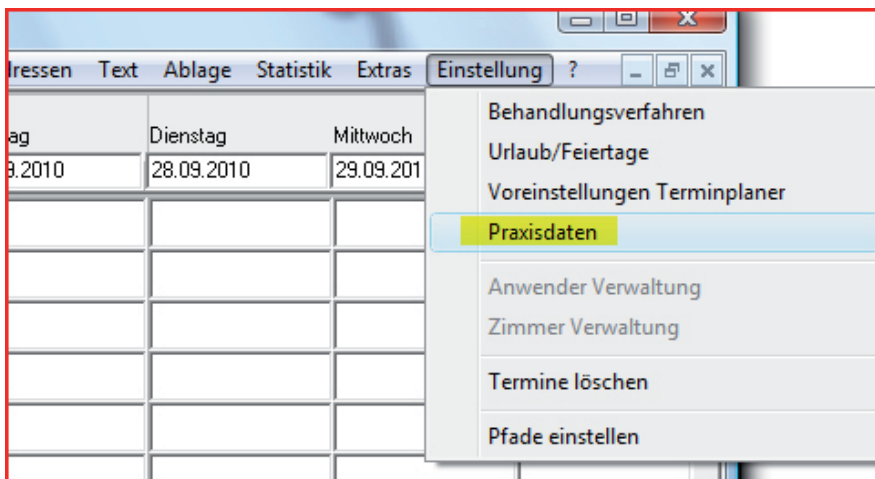 lressen Text Ablage Statistik Extras Einstellung ?
Behandlungsverfahren
ag Dienstag Mittwoch
Urlaub/Feiertage
9.2010 28.09.2010 29.09.201
Voreinstellungen Terminplaner
Praxisdaten
Anwender Verwaltung
Zimmer Verwaltung
Termine löschen
Pfade einstellen